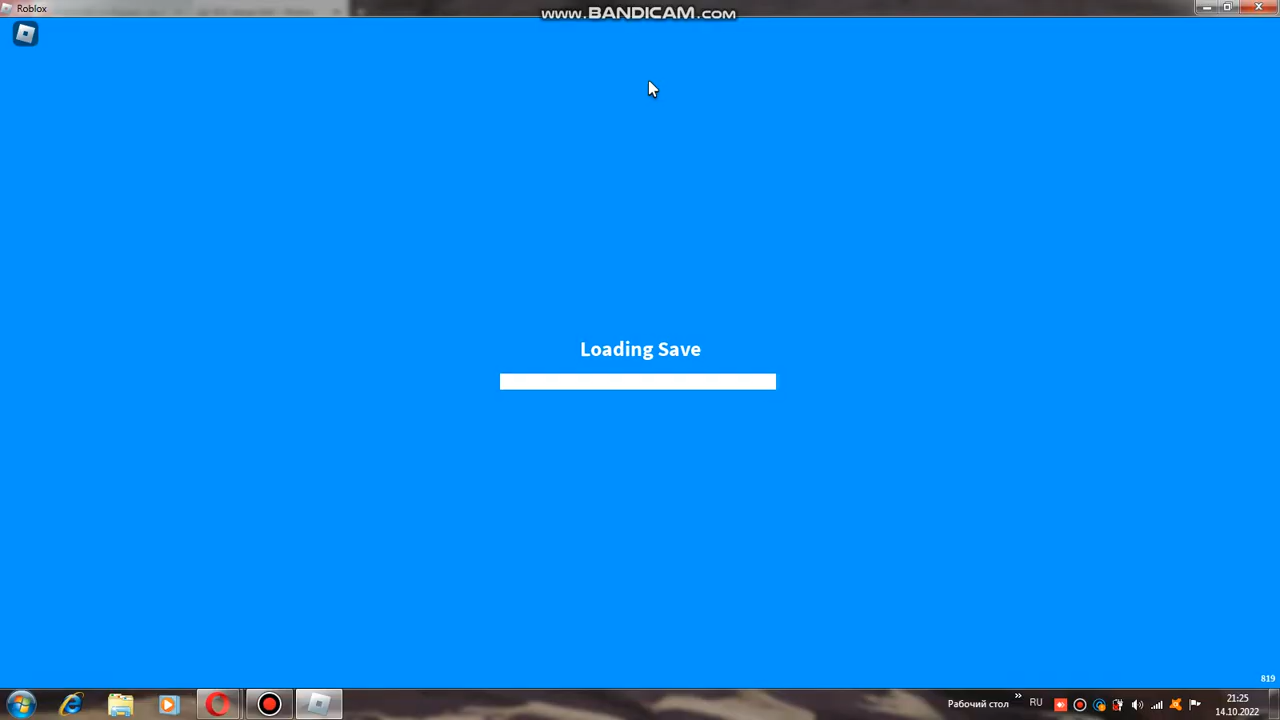 Roblox
WWW.BANDICAM.COM
Loading Save
819
Рабочий стол
»
RU
21:25
14.10.2022